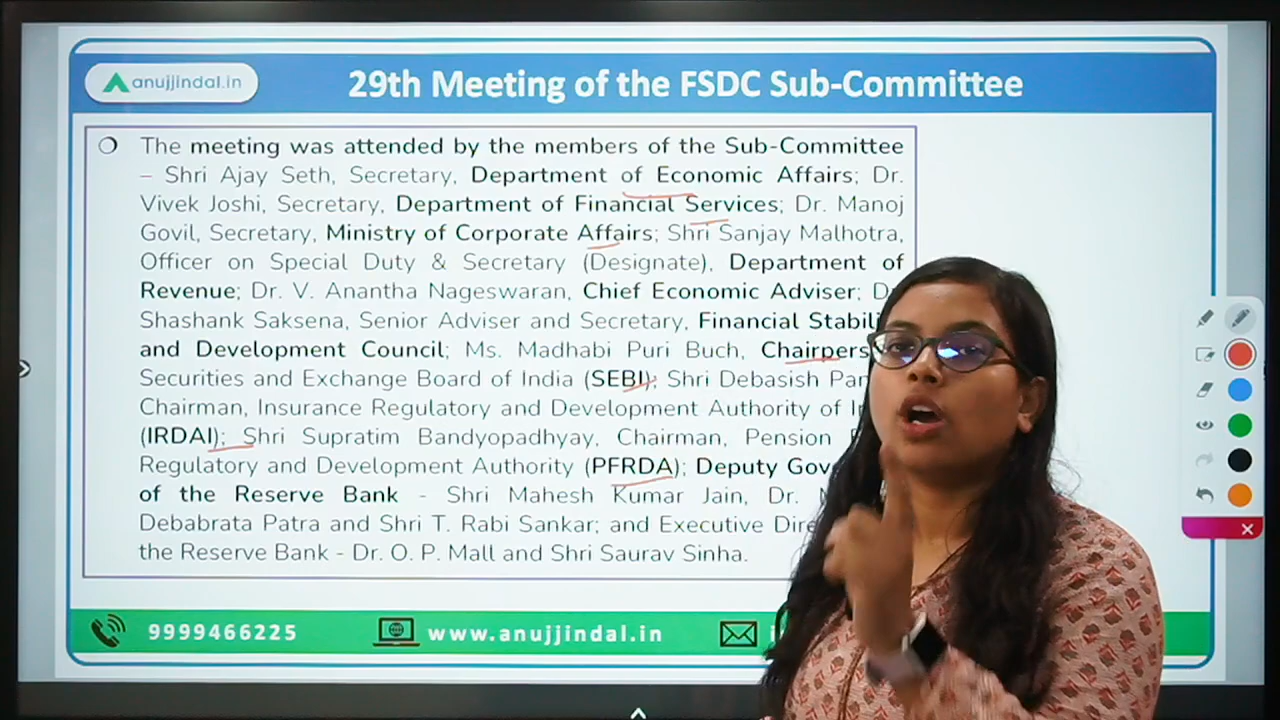 anujjindal.in
29th Meeting of the FSDC Sub-Committee
The meeting was attended by the members of the Sub-Committee
– Shri Ajay Seth, Secretary, Department of Economic Affairs; Dr.
Vivek Joshi, Secretary, Department of Financial Services; Dr. Manoj
Govil, Secretary, Ministry of Corporate Affairs; Shri Sanjay Malhotra,
Officer on Special Duty & Secretary (Designate), Department of
Revenue; Dr. V. Anantha Nageswaran, Chief Economic Adviser;
Shashank Saksena, Senior Adviser and Secretary, Financial
and Development Council; Ms. Madhabi Puri Buch,
Securities and Exchange Board of India (SEBI); Shri Debasish
Chairman, Insurance Regulatory and Development Authority of
(IRDAI); Shri Supratim Bandyopadhyay, Chairman, Pension
Regulatory and Development Authority (PFRDA); Deputy
of the Reserve Bank - Shri Mahesh Kumar Jain, Dr.
Debabrata Patra and Shri T. Rabi Sankar; and Executive
the Reserve Bank - Dr. O. P. Mall and Shri Saurav Sinha.
9999466225 www.anujjindal.in